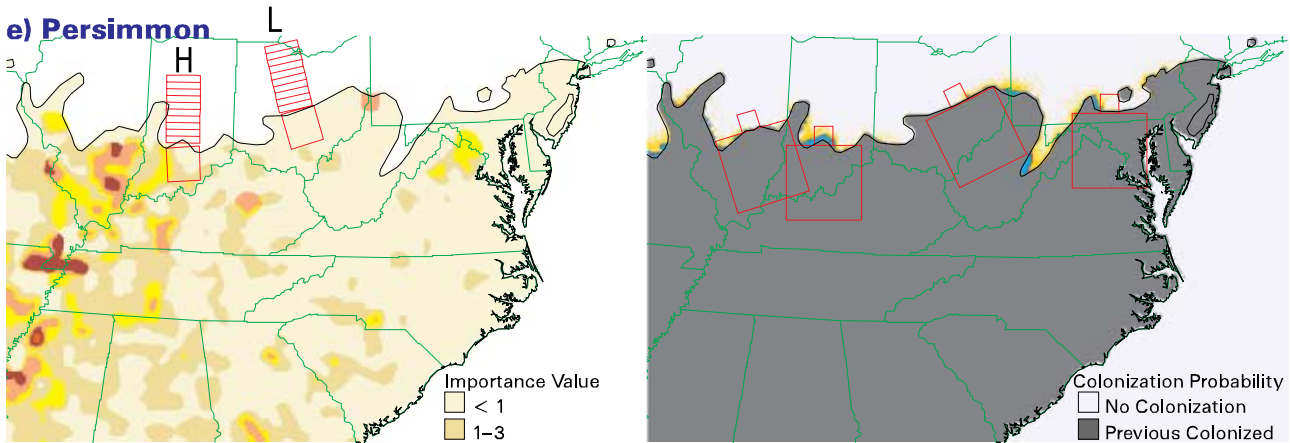 e) Persimmon
H
L
Importance Value
< 1
1–3
Colonization Probability
No Colonization
Previous Colonized